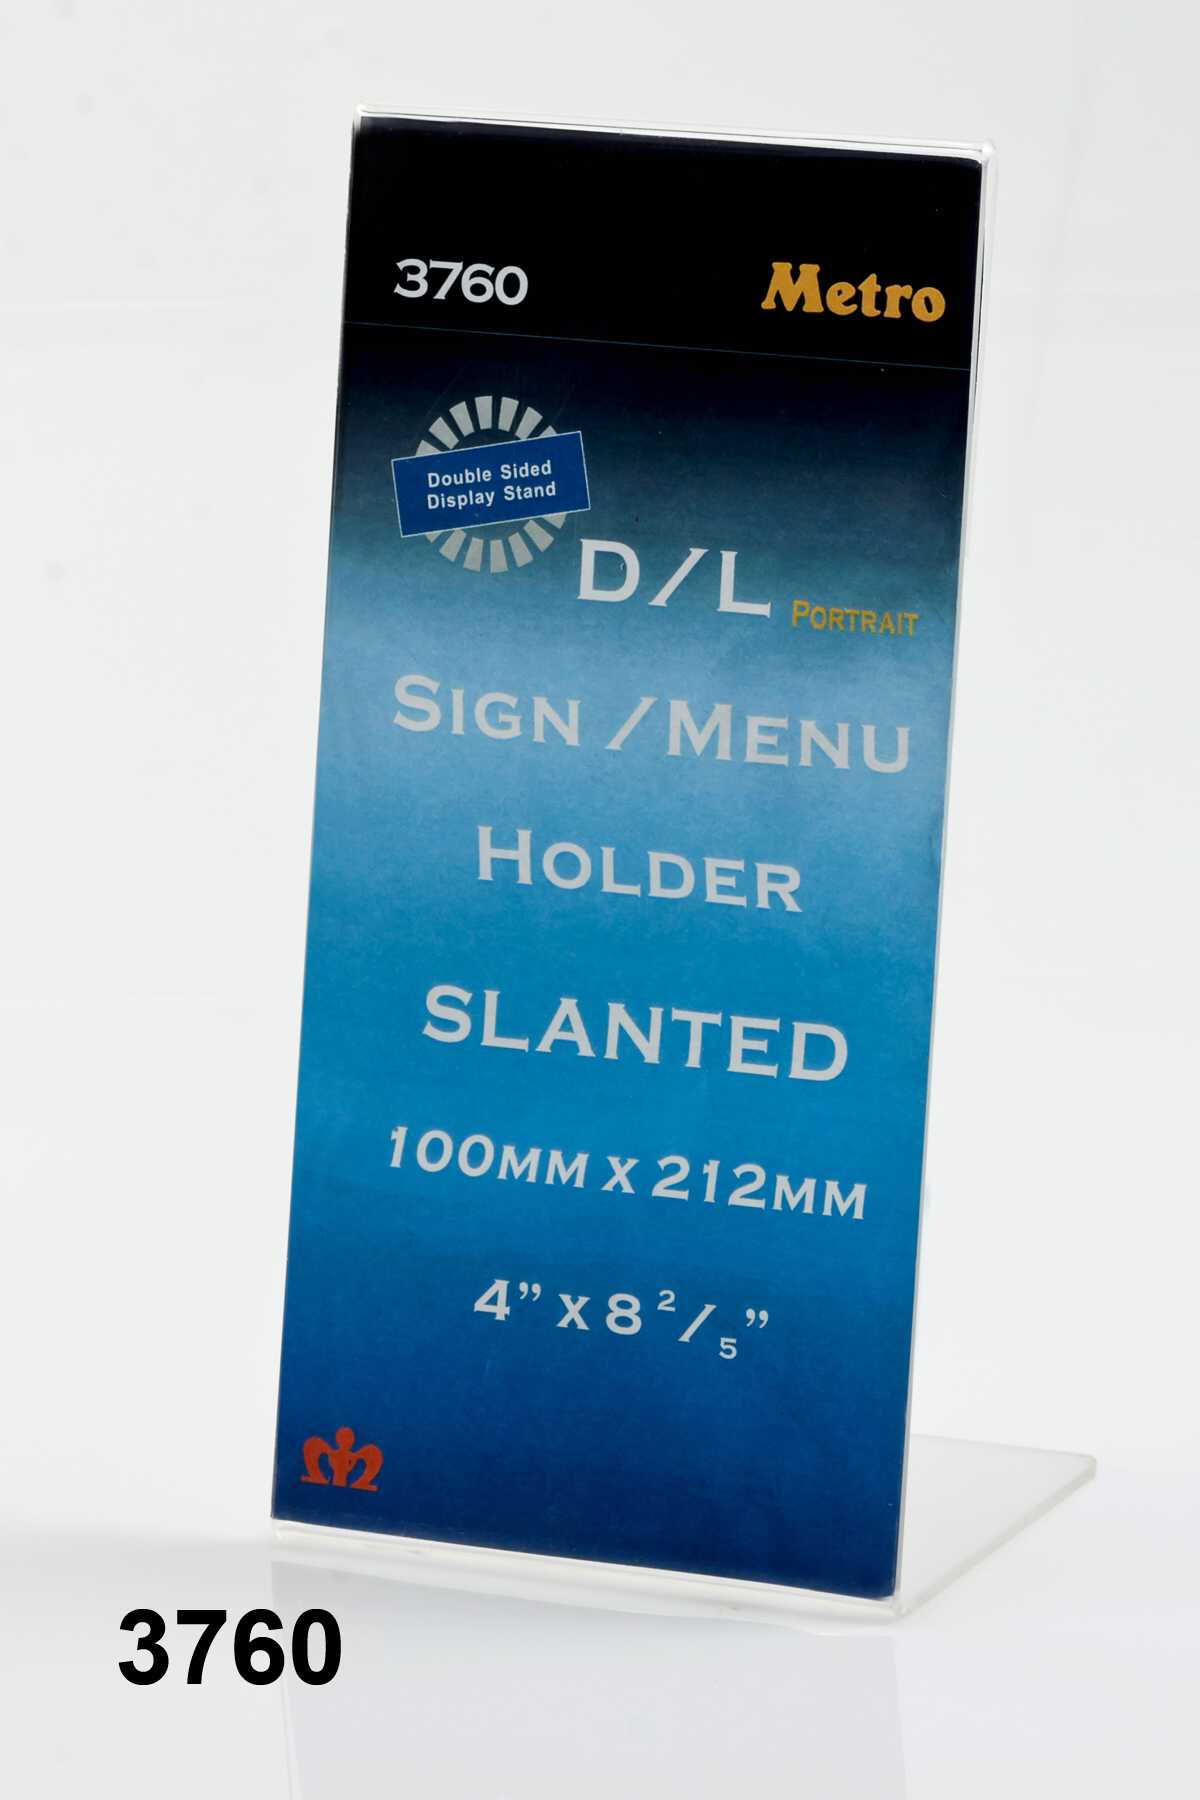 3760
Metro
Double Sided
Display Stand
D/L PORTRAIT
SIGN /MENU
HOLDER
SLANTED
100MM X 212MM
4” X 8 2/5”
3760